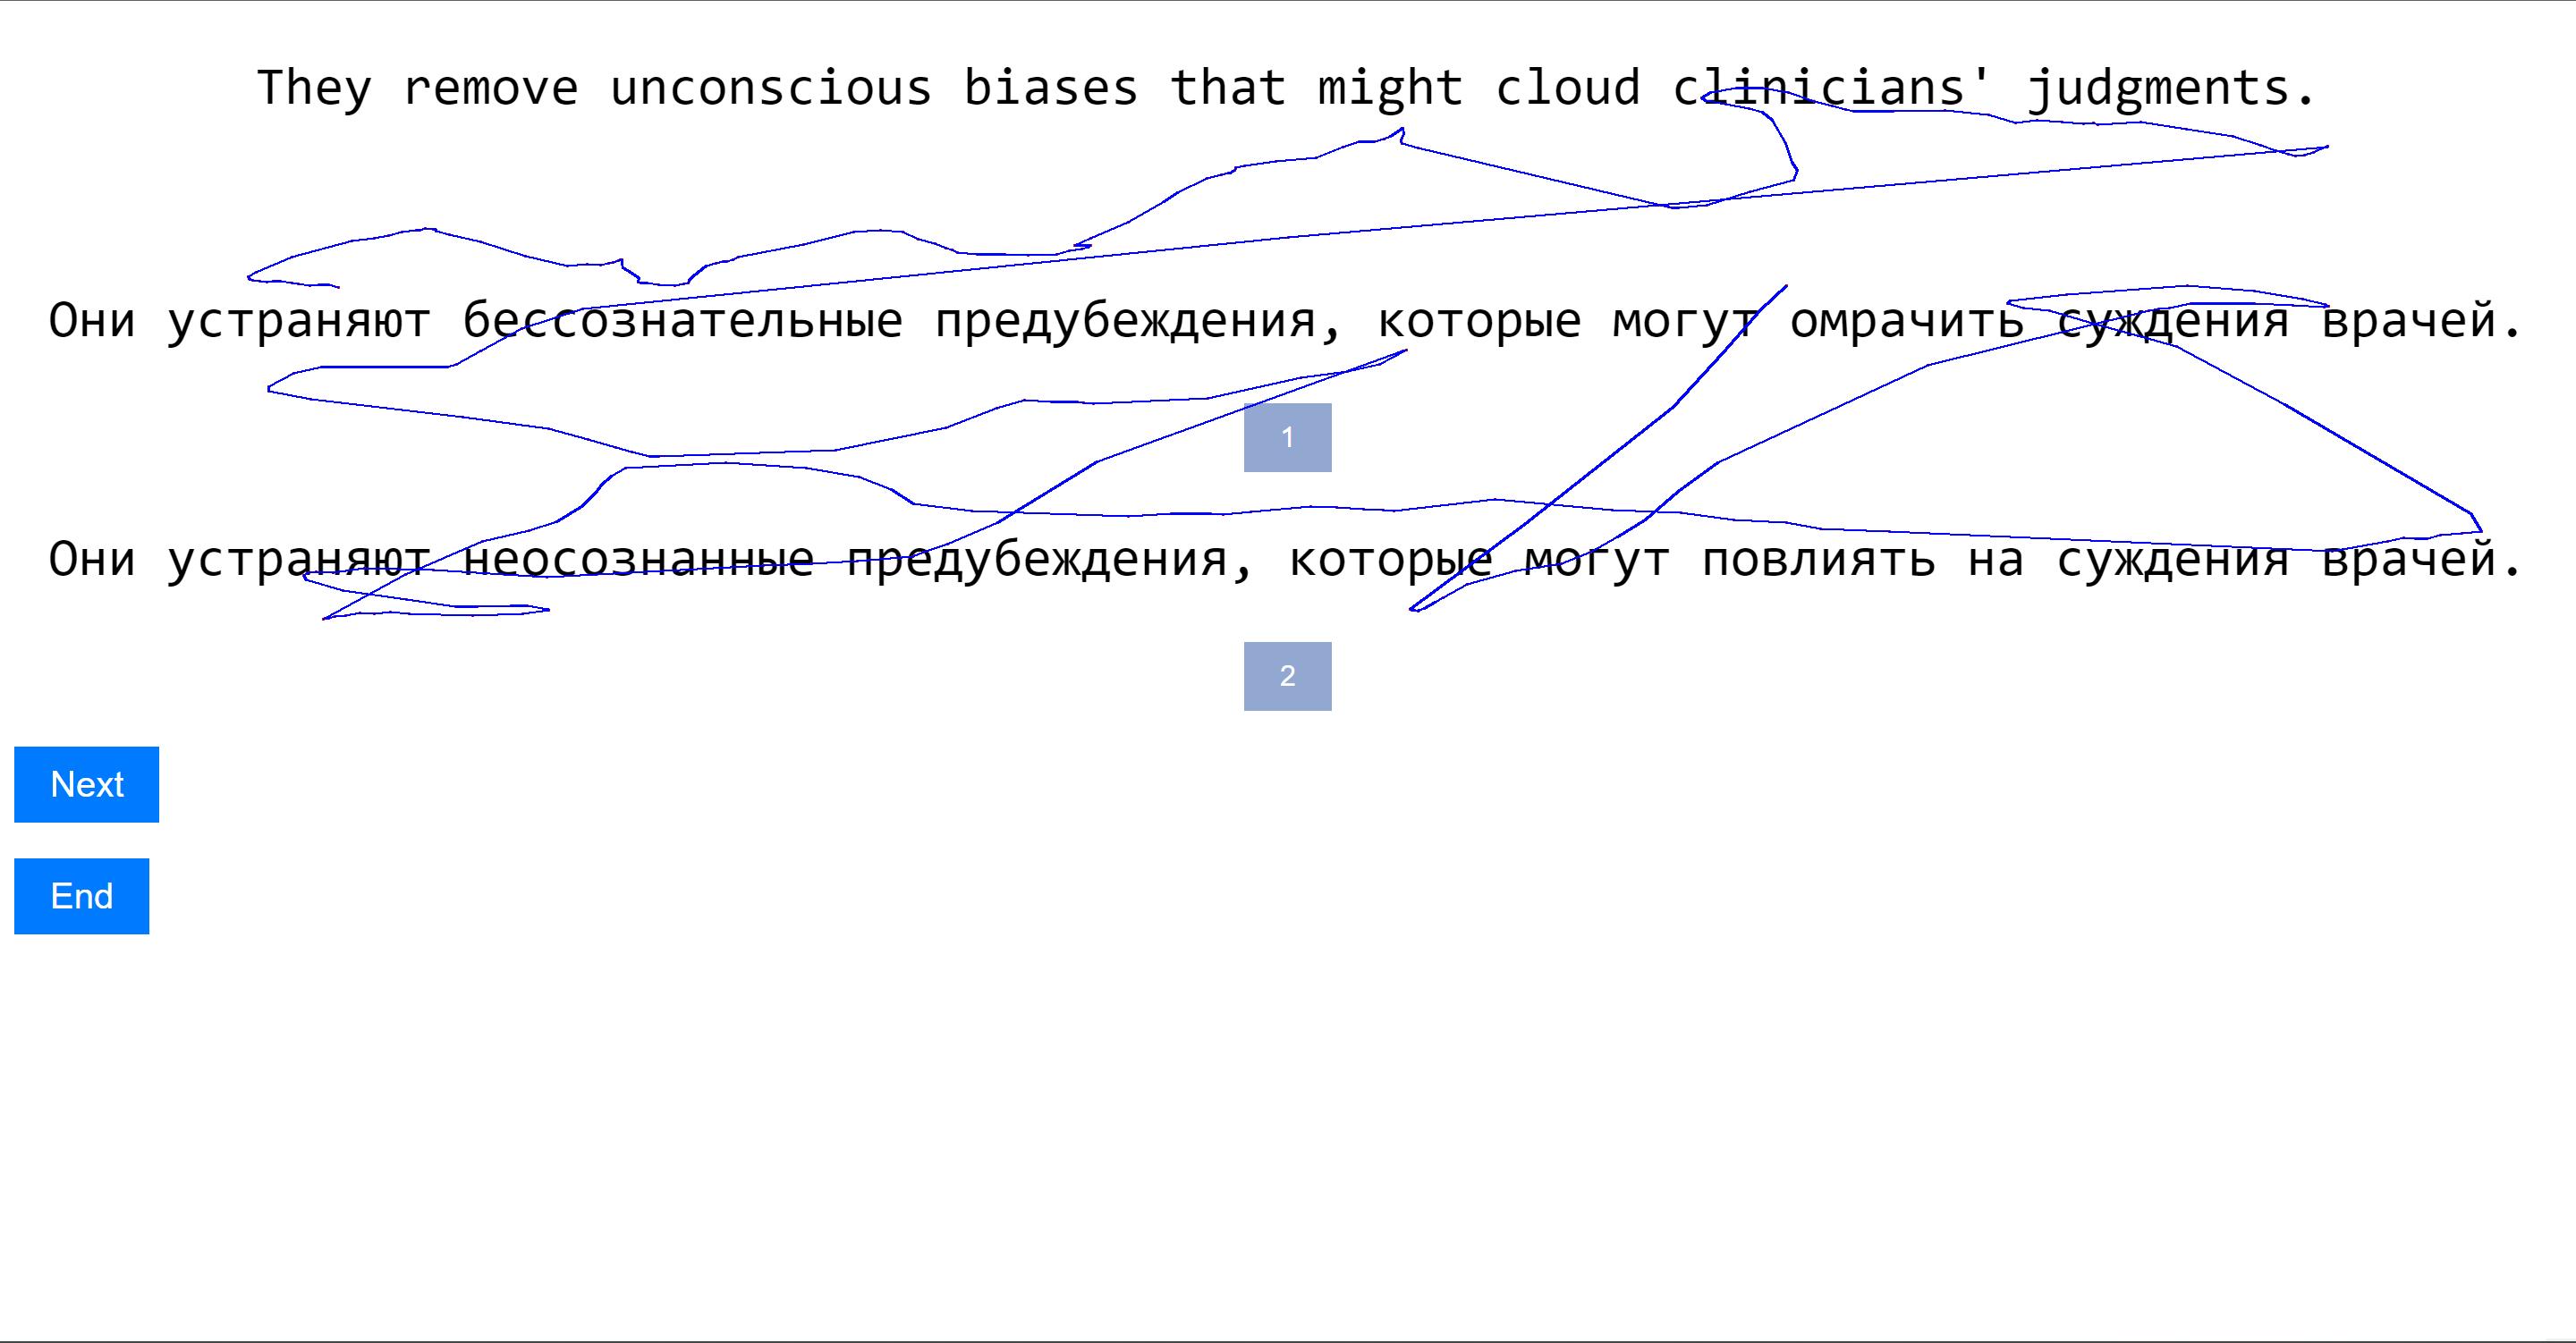 They remove unconscious biases that might cloud clinicians' judgments.
Они устраняют бессознательные предубеждения, которые могут омрачить суждения врачей.
1
Они устраняют неосознанные предубеждения, которые могут повлиять на суждения врачей.
2
Next
End